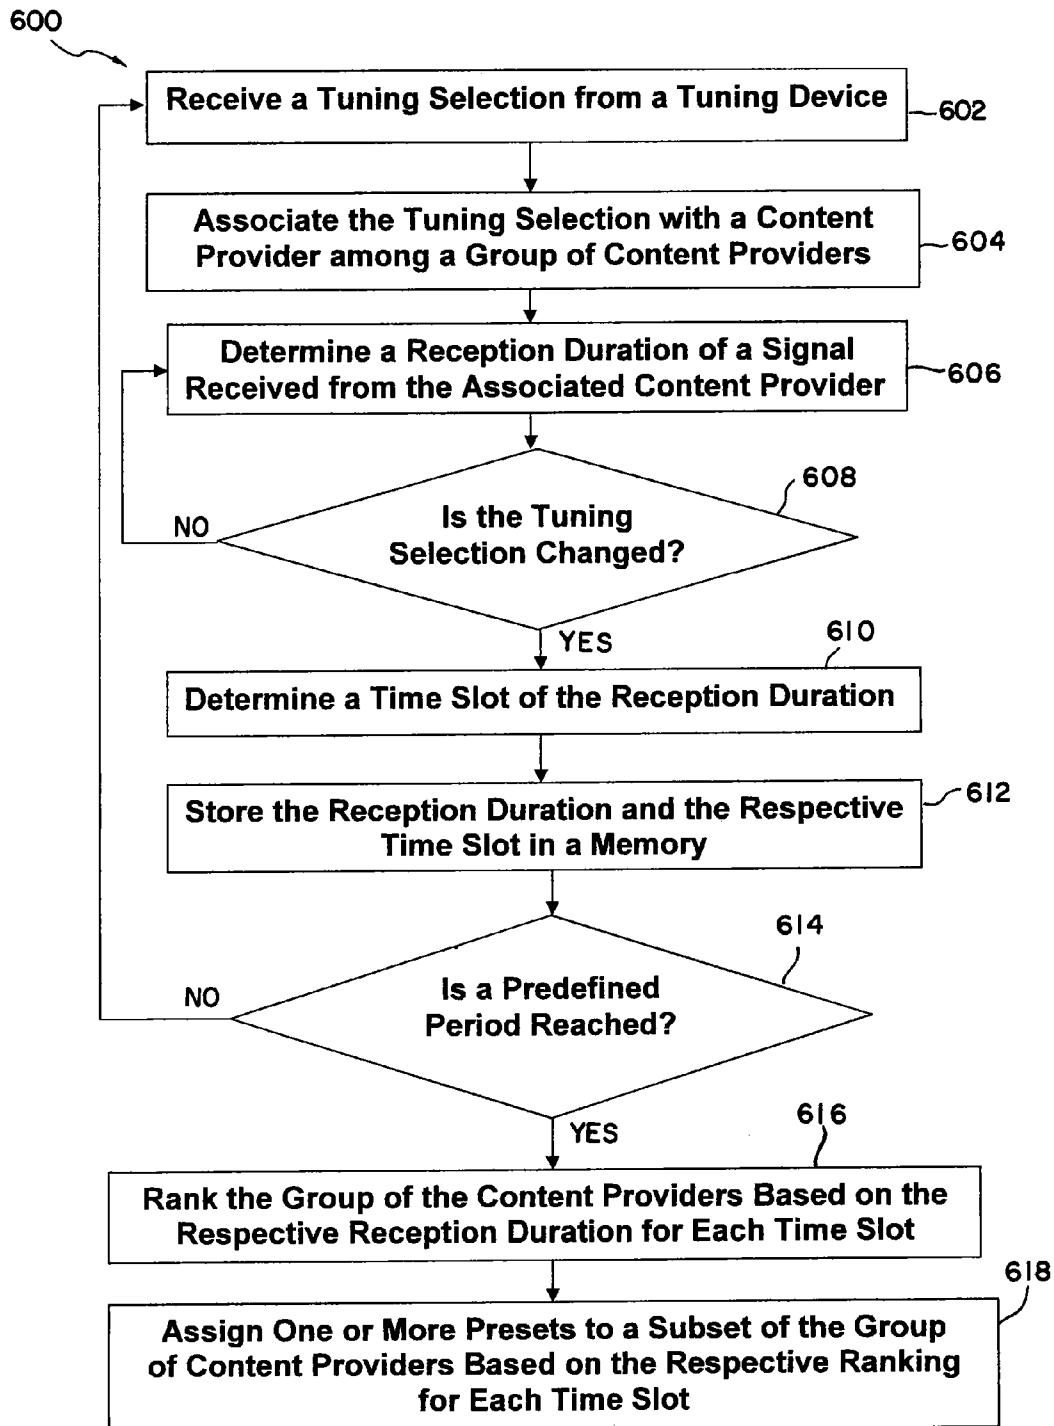 600
Receive a Tuning Selection from a Tuning Device
602
Associate the Tuning Selection with a Content
Provider among a Group of Content Providers
604
Determine a Reception Duration of a Signal
Received from the Associated Content Provider
606
608
Is the Tuning
Selection Changed?
NO
YES
610
Determine a Time Slot of the Reception Duration
Store the Reception Duration and the Respective
Time Slot in a Memory
612
614
Is a Predefined
Period Reached?
NO
YES
616
Rank the Group of the Content Providers Based on the
Respective Reception Duration for Each Time Slot
618
Assign One or More Presets to a Subset of the Group
of Content Providers Based on the Respective Ranking
for Each Time Slot